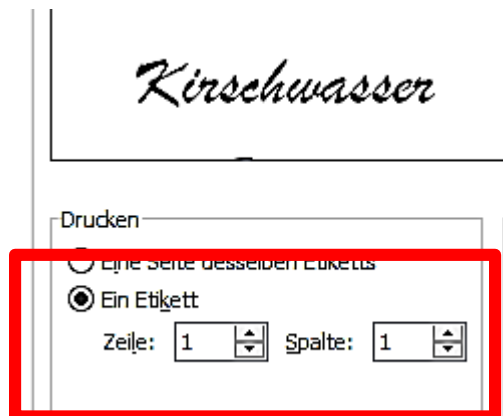 Kirschwasser
Drucken
Eine Seite desselben Etiketts
Ein Etikett
Zeile: 1 Spalte: 1